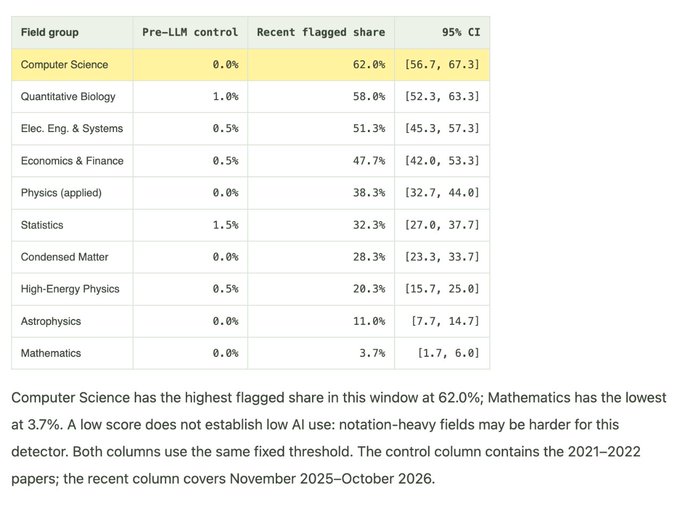 Field group Pre-LLM control Recent flagged share 95% CI
Computer Science 0.0% 62.0% [56.7, 67.3]
Quantitative Biology 1.0% 58.0% [52.3, 63.3]
Elec. Eng. & Systems 0.5% 51.3% [45.3, 57.3]
Economics & Finance 0.5% 47.7% [42.0, 53.3]
Physics (applied) 0.0% 38.3% [32.7, 44.0]
Statistics 1.5% 32.3% [27.0, 37.7]
Condensed Matter 0.0% 28.3% [23.3, 33.7]
High-Energy Physics 0.5% 20.3% [15.7, 25.0]
Astrophysics 0.0% 11.0% [7.7, 14.7]
Mathematics 0.0% 3.7% [1.7, 6.0]
Computer Science has the highest flagged share in this window at 62.0%; Mathematics has the lowest
at 3.7%. A low score does not establish low AI use: notation-heavy fields may be harder for this
detector. Both columns use the same fixed threshold. The control column contains the 2021–2022
papers; the recent column covers November 2025–October 2026.